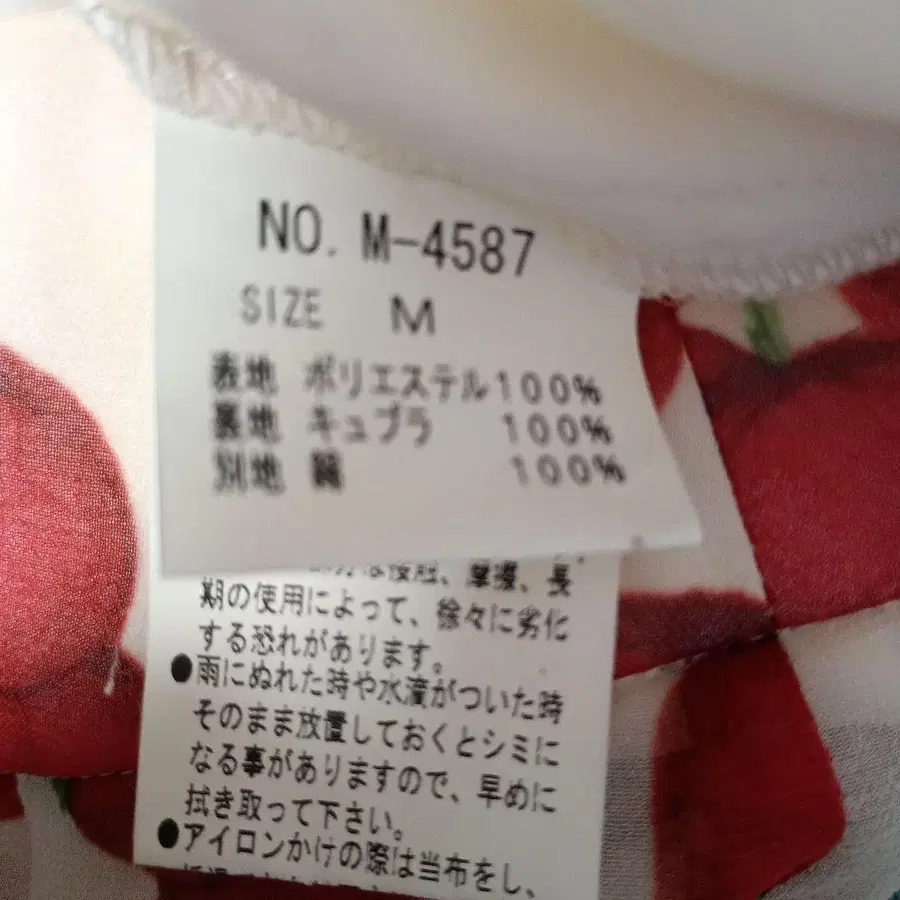 NO. M-4587
SIZE M
表地 ポリエステル100%
裏地 キュプラ 100%
別地 綿 100%
接触、摩擦、長
期の使用によって、徐々に劣化
する恐れがあります。
●雨にぬれた時や水滴がついた時
そのまま放置しておくとシミに
なる事がありますので、早めに
拭き取って下さい。
●アイロンかけの際は当布をし、